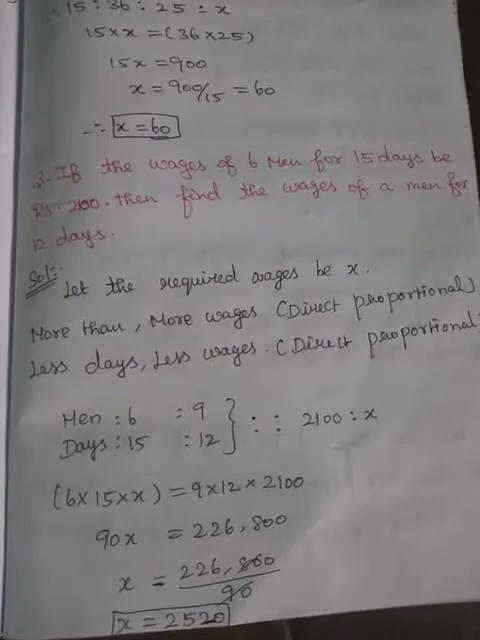 ∴ 15 : 36 : 25 : x
15 × x = (36 × 25)
15x = 900
x = 900/15 = 60
∴ x = 60
3. If the wages of 6 Men for 15 days be
Rs. 2100. then find the wages of a men for
12 days.
Sol:-
Let the required wages be x.
More than, More wages (Direct proportional)
Less days, Less wages. (Direct proportional)
Men : 6 : 9
Days : 15 : 12 } : : 2100 : x
(6 × 15 × x) = 9 × 12 × 2100
90x = 226,800
x = 226,800/90
x = 2520